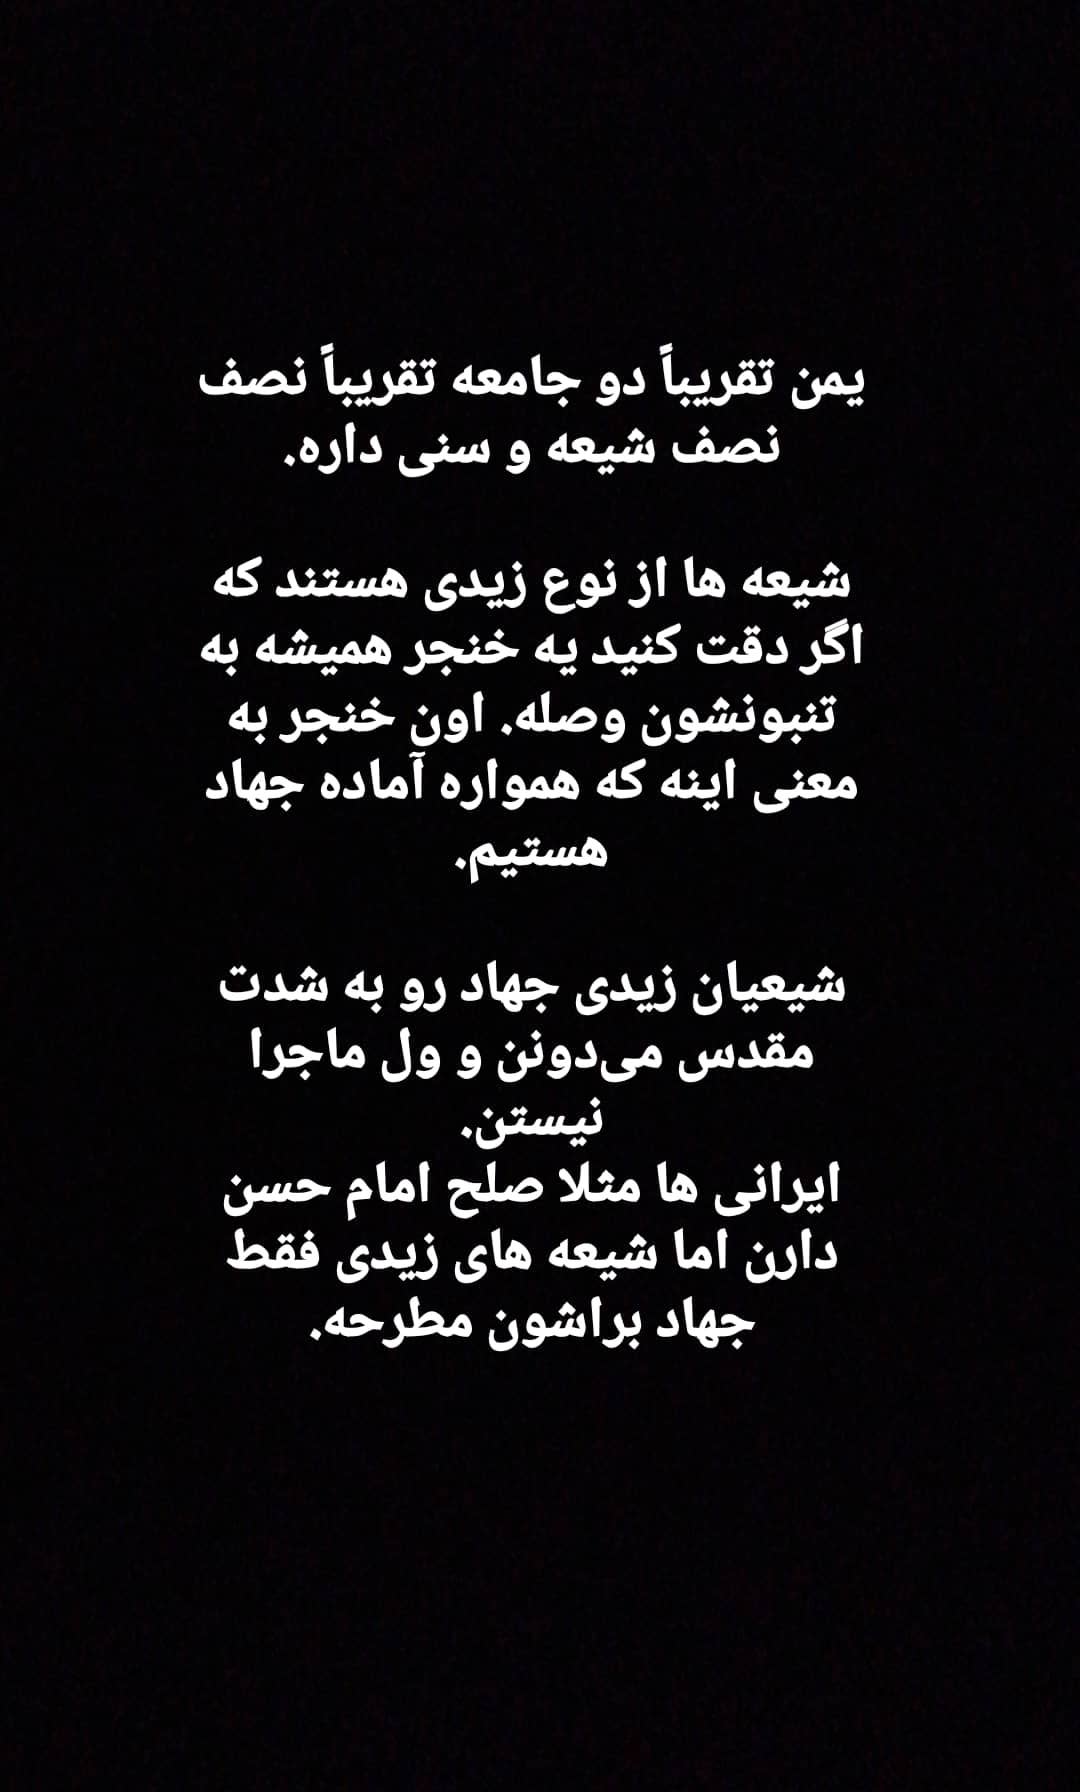 یمن تقریباً دو جامعه تقریباً نصف
نصف شیعه و سنی داره.
شیعه ها از نوع زیدی هستند که
اگر دقت کنید یه خنجر همیشه به
تنبونشون وصله. اون خنجر به
معنی اینه که همواره آماده جهاد
هستیم.
شیعیان زیدی جهاد رو به شدت
مقدس می‌دونن و ول ماجرا
نیستن.
ایرانی ها مثلا صلح امام حسن
دارن اما شیعه های زیدی فقط
جهاد براشون مطرحه.